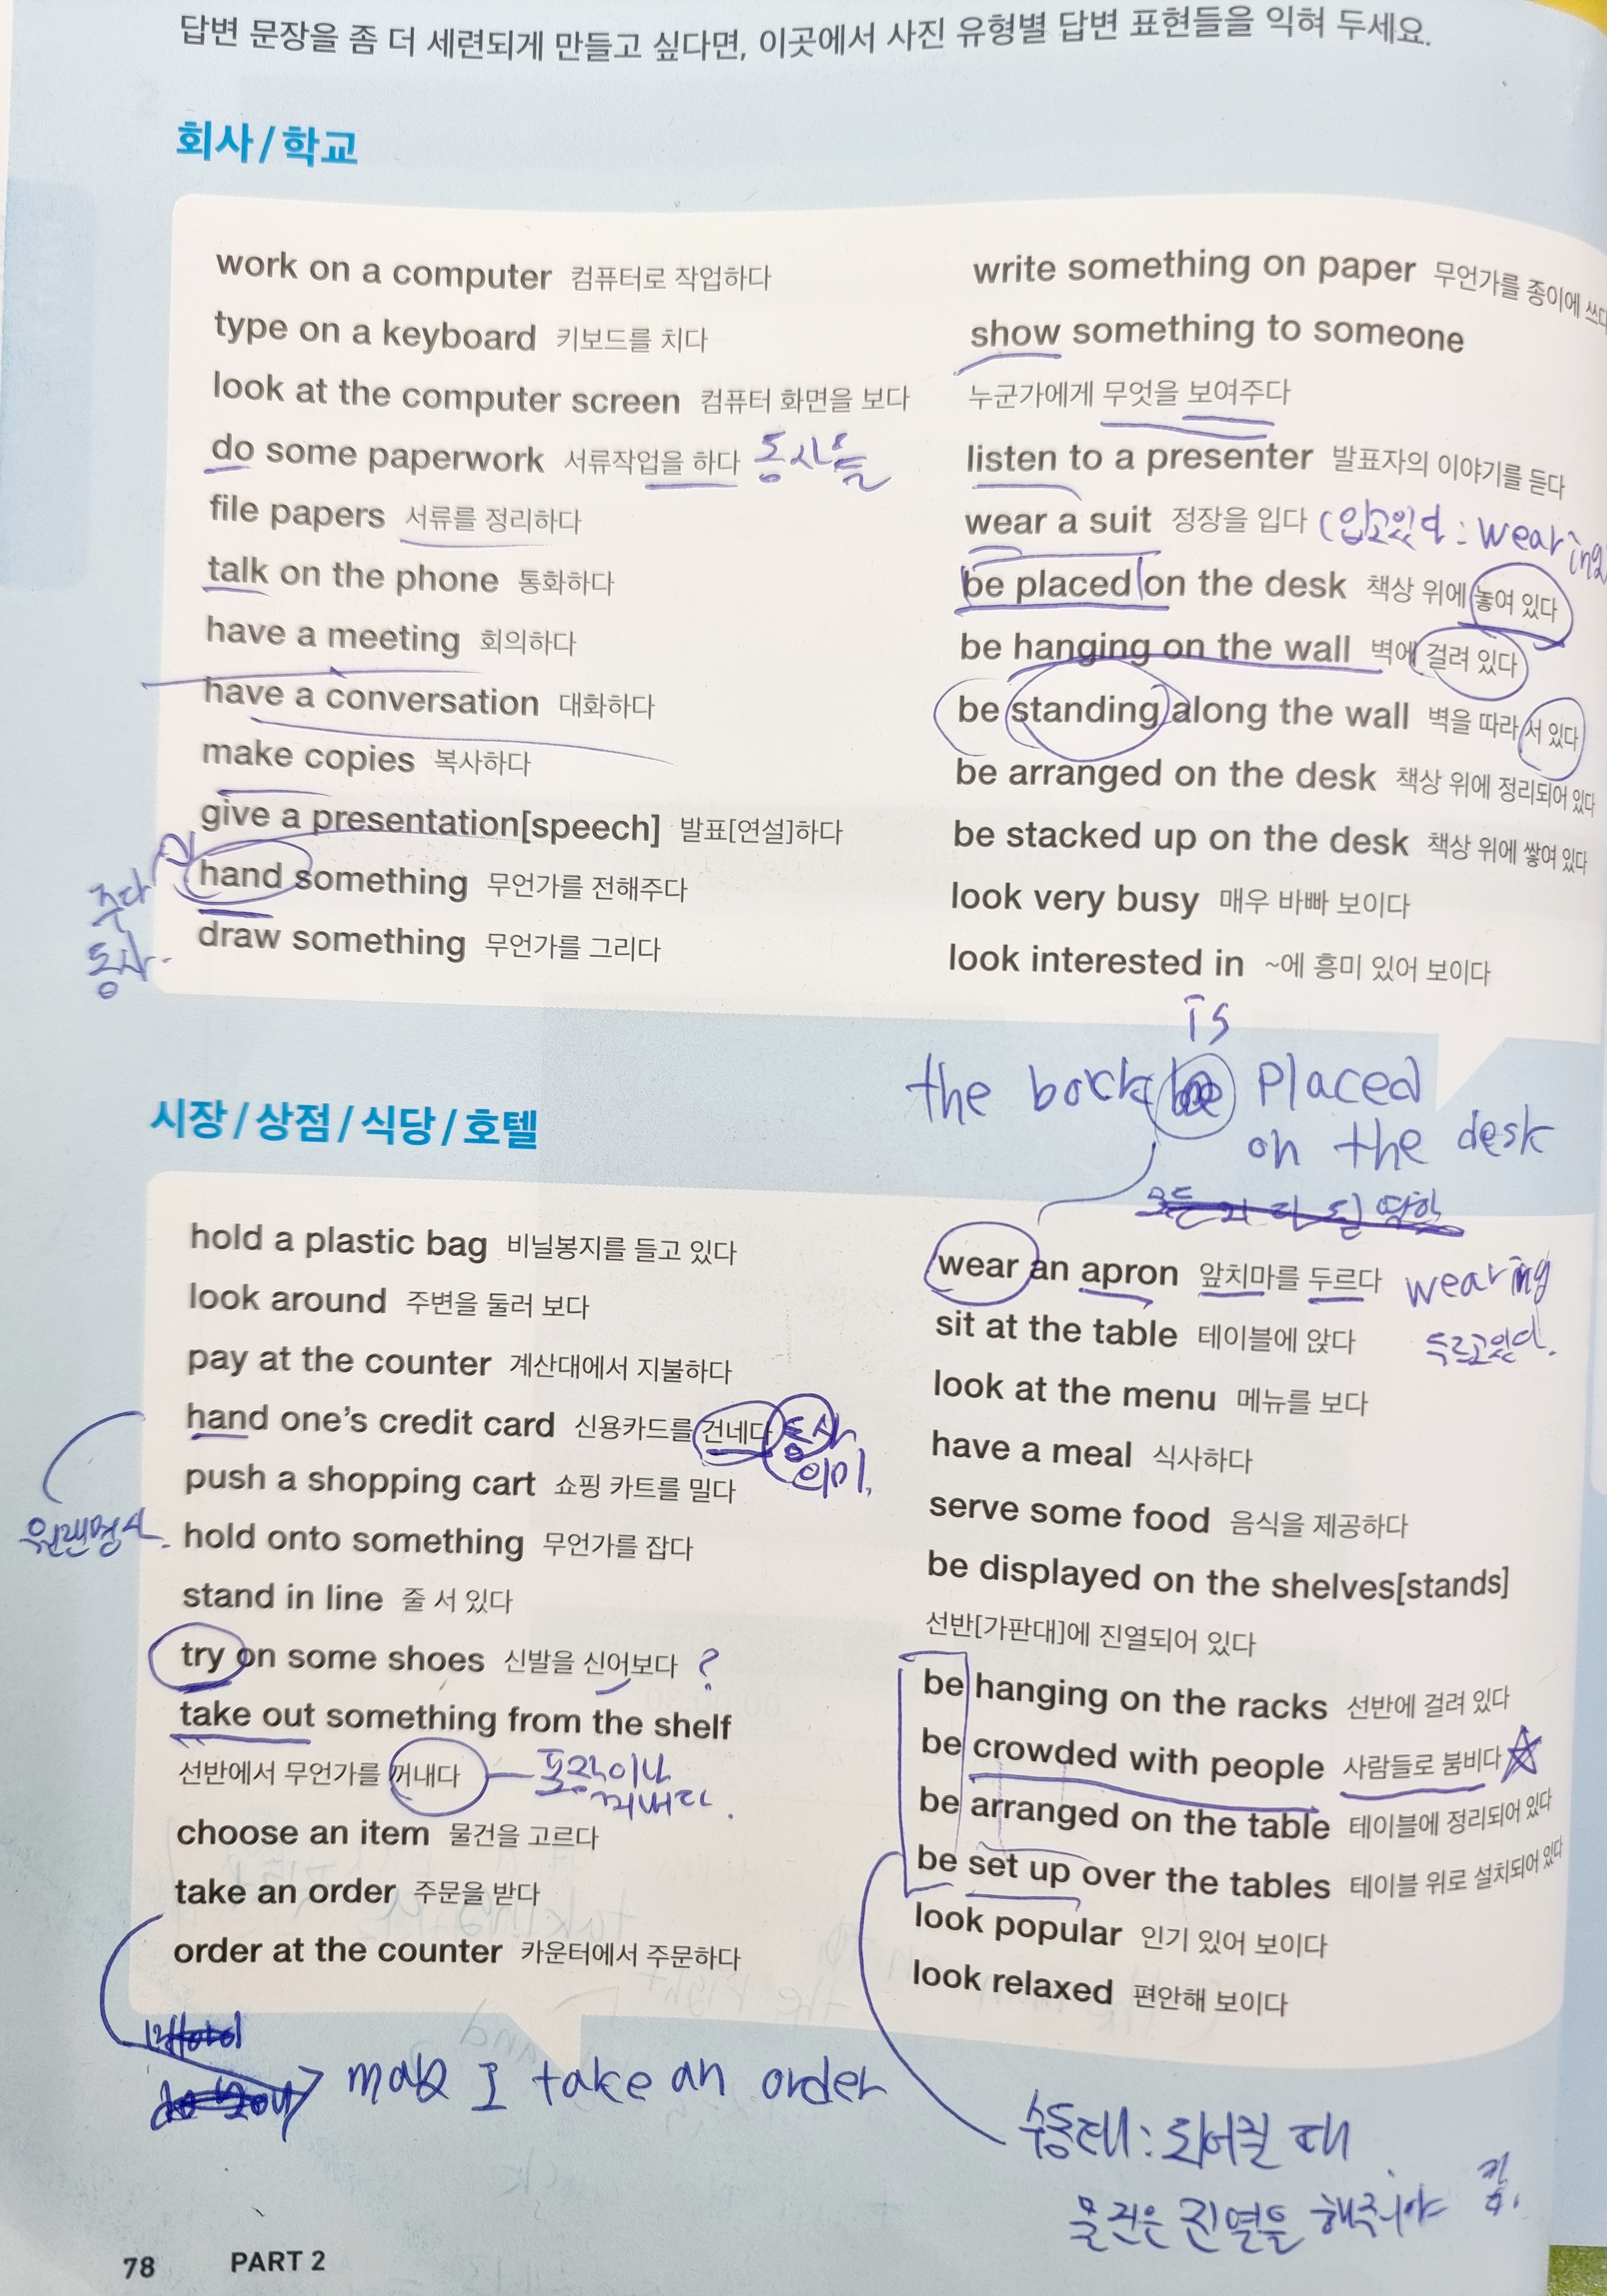 답변 문장을 좀 더 세련되게 만들고 싶다면, 이곳에서 사진 유형별 답변 표현들을 익혀 두세요.
회사/학교
work on a computer 컴퓨터로 작업하다
type on a keyboard 키보드를 치다
look at the computer screen 컴퓨터 화면을 보다
do some paperwork 서류작업을 하다 동사들
file papers 서류를 정리하다
talk on the phone 통화하다
have a meeting 회의하다
have a conversation 대화하다
make copies 복사하다
give a presentation[speech] 발표[연설]하다
hand something 무언가를 전해주다
주다
동사.
draw something 무언가를 그리다
write something on paper 무언가를 종이에 쓰다
show something to someone
누군가에게 무엇을 보여주다
listen to a presenter 발표자의 이야기를 듣다
wear a suit 정장을 입다 (입고있다 : wearing)
be placed on the desk 책상 위에 놓여 있다
be hanging on the wall 벽에 걸려 있다
be standing along the wall 벽을 따라 서 있다
be arranged on the desk 책상 위에 정리되어 있다
be stacked up on the desk 책상 위에 쌓여 있다
look very busy 매우 바빠 보이다
look interested in ~에 흥미 있어 보이다
is
the be placed
on the desk
시장/상점/식당/호텔
hold a plastic bag 비닐봉지를 들고 있다
look around 주변을 둘러 보다
pay at the counter 계산대에서 지불하다
hand one's credit card 신용카드를 건네다 동사
의미.
push a shopping cart 쇼핑 카트를 밀다
원랜명사.
hold onto something 무언가를 잡다
stand in line 줄 서 있다
try on some shoes 신발을 신어보다 ?
take out something from the shelf
선반에서 무언가를 꺼내다
꺼내다.
choose an item 물건을 고르다
take an order 주문을 받다
order at the counter 카운터에서 주문하다
wear an apron 앞치마를 두르다 wearing
두르고있다.
sit at the table 테이블에 앉다
look at the menu 메뉴를 보다
have a meal 식사하다
serve some food 음식을 제공하다
be displayed on the shelves[stands]
선반[가판대]에 진열되어 있다
be hanging on the racks 선반에 걸려 있다
be crowded with people 사람들로 붐비다
be arranged on the table 테이블에 정리되어 있다
be set up over the tables 테이블 위로 설치되어 있다
look popular 인기 있어 보이다
look relaxed 편안해 보이다
I take an order
수동태: 되어질 때
물건은 진열을 해줘야
78 PART 2